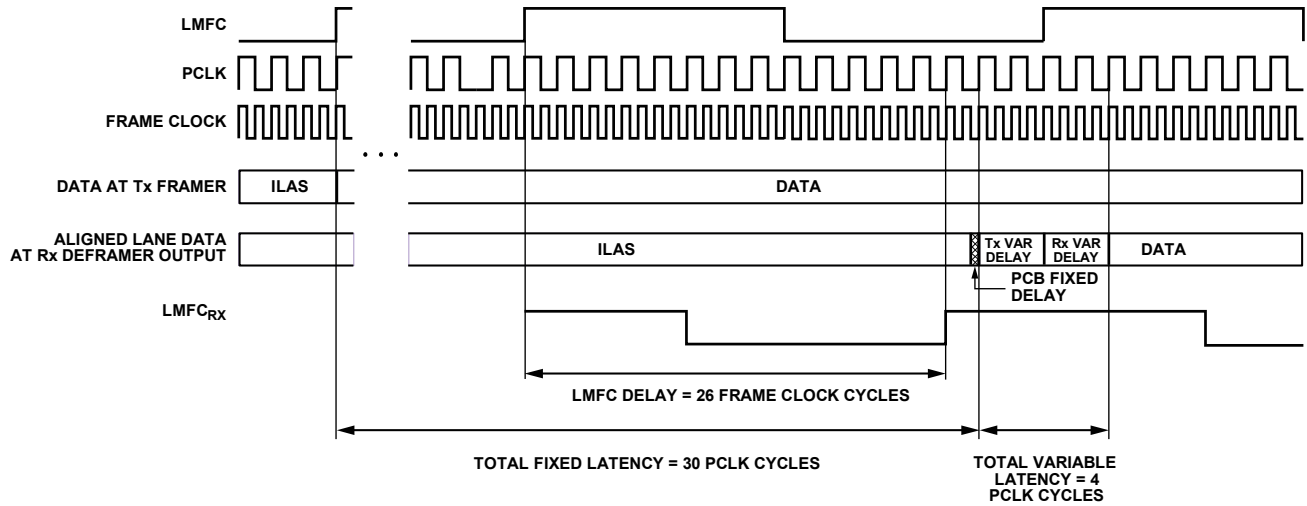 LMFC
PCLK
FRAME CLOCK
. . .
DATA AT Tx FRAMER
ILAS
DATA
ALIGNED LANE DATA
AT Rx DEFRAMER OUTPUT
ILAS
Tx VAR
DELAY
Rx VAR
DELAY
DATA
PCB FIXED
DELAY
LMFCRX
LMFC DELAY = 26 FRAME CLOCK CYCLES
TOTAL FIXED LATENCY = 30 PCLK CYCLES
TOTAL VARIABLE
LATENCY = 4
PCLK CYCLES